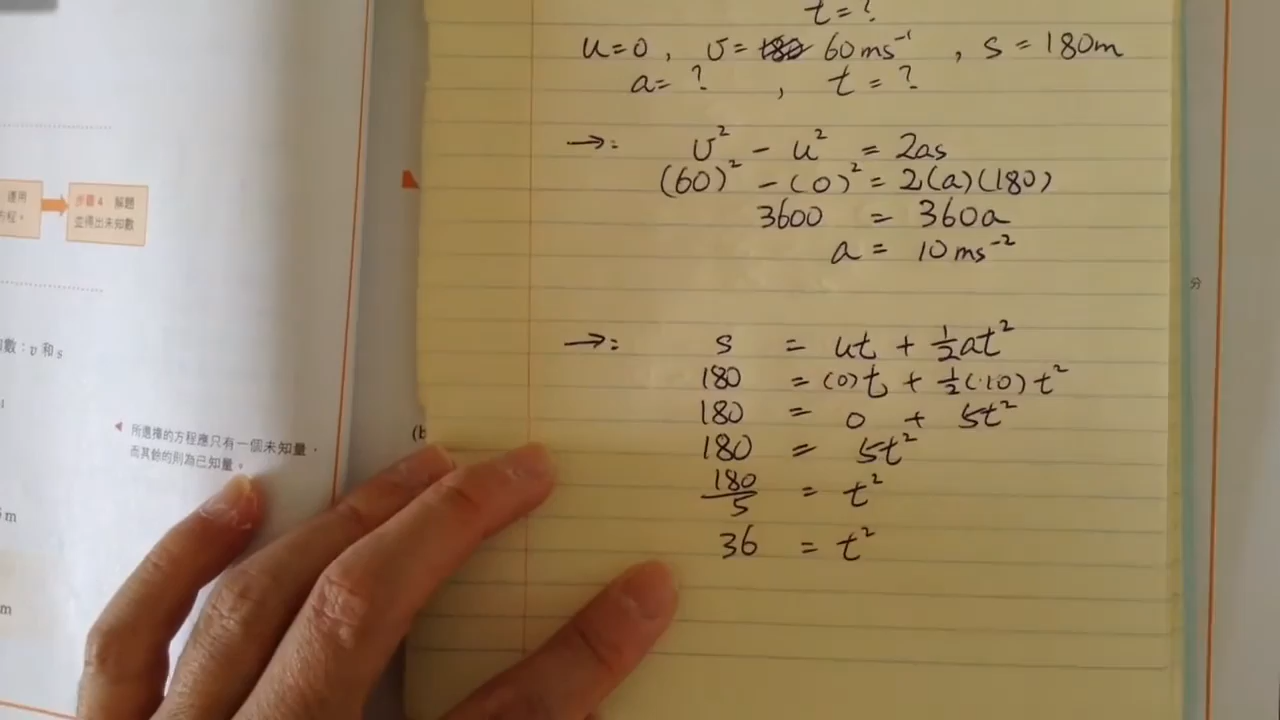 運用
方程。
步驟4 解題
並得出未知數
數：v 和 s
所選擇的方程應只有一個未知量，
而其餘的則為已知量。
m
m
(b
分
t = ?
u=0 , v= 180 60 ms⁻¹ , s = 180m
a= ? , t = ?
→: v² − u² = 2as
(60)² − (0)² = 2(a)(180)
3600 = 360a
a = 10 ms⁻²
→: s = ut + ½at²
180 = (0)t + ½(10)t²
180 = 0 + 5t²
180 = 5t²
180/5 = t²
36 = t²